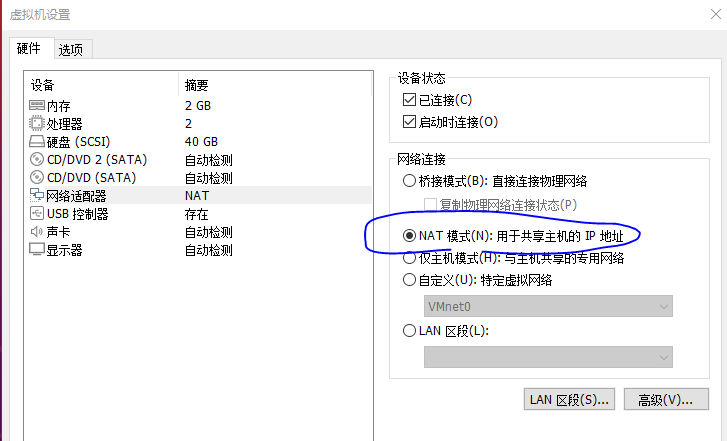 虚拟机设置
硬件 选项
设备 摘要
内存 2 GB
处理器 2
硬盘 (SCSI) 40 GB
CD/DVD 2 (SATA) 自动检测
CD/DVD (SATA) 自动检测
网络适配器 NAT
USB 控制器 存在
声卡 自动检测
显示器 自动检测
设备状态
已连接(C)
启动时连接(O)
网络连接
桥接模式(B): 直接连接物理网络
复制物理网络连接状态(P)
NAT 模式(N): 用于共享主机的 IP 地址
仅主机模式(H): 与主机共享的专用网络
自定义(U): 特定虚拟网络
VMnet0
LAN 区段(L):
LAN 区段(S)... 高级(V)...